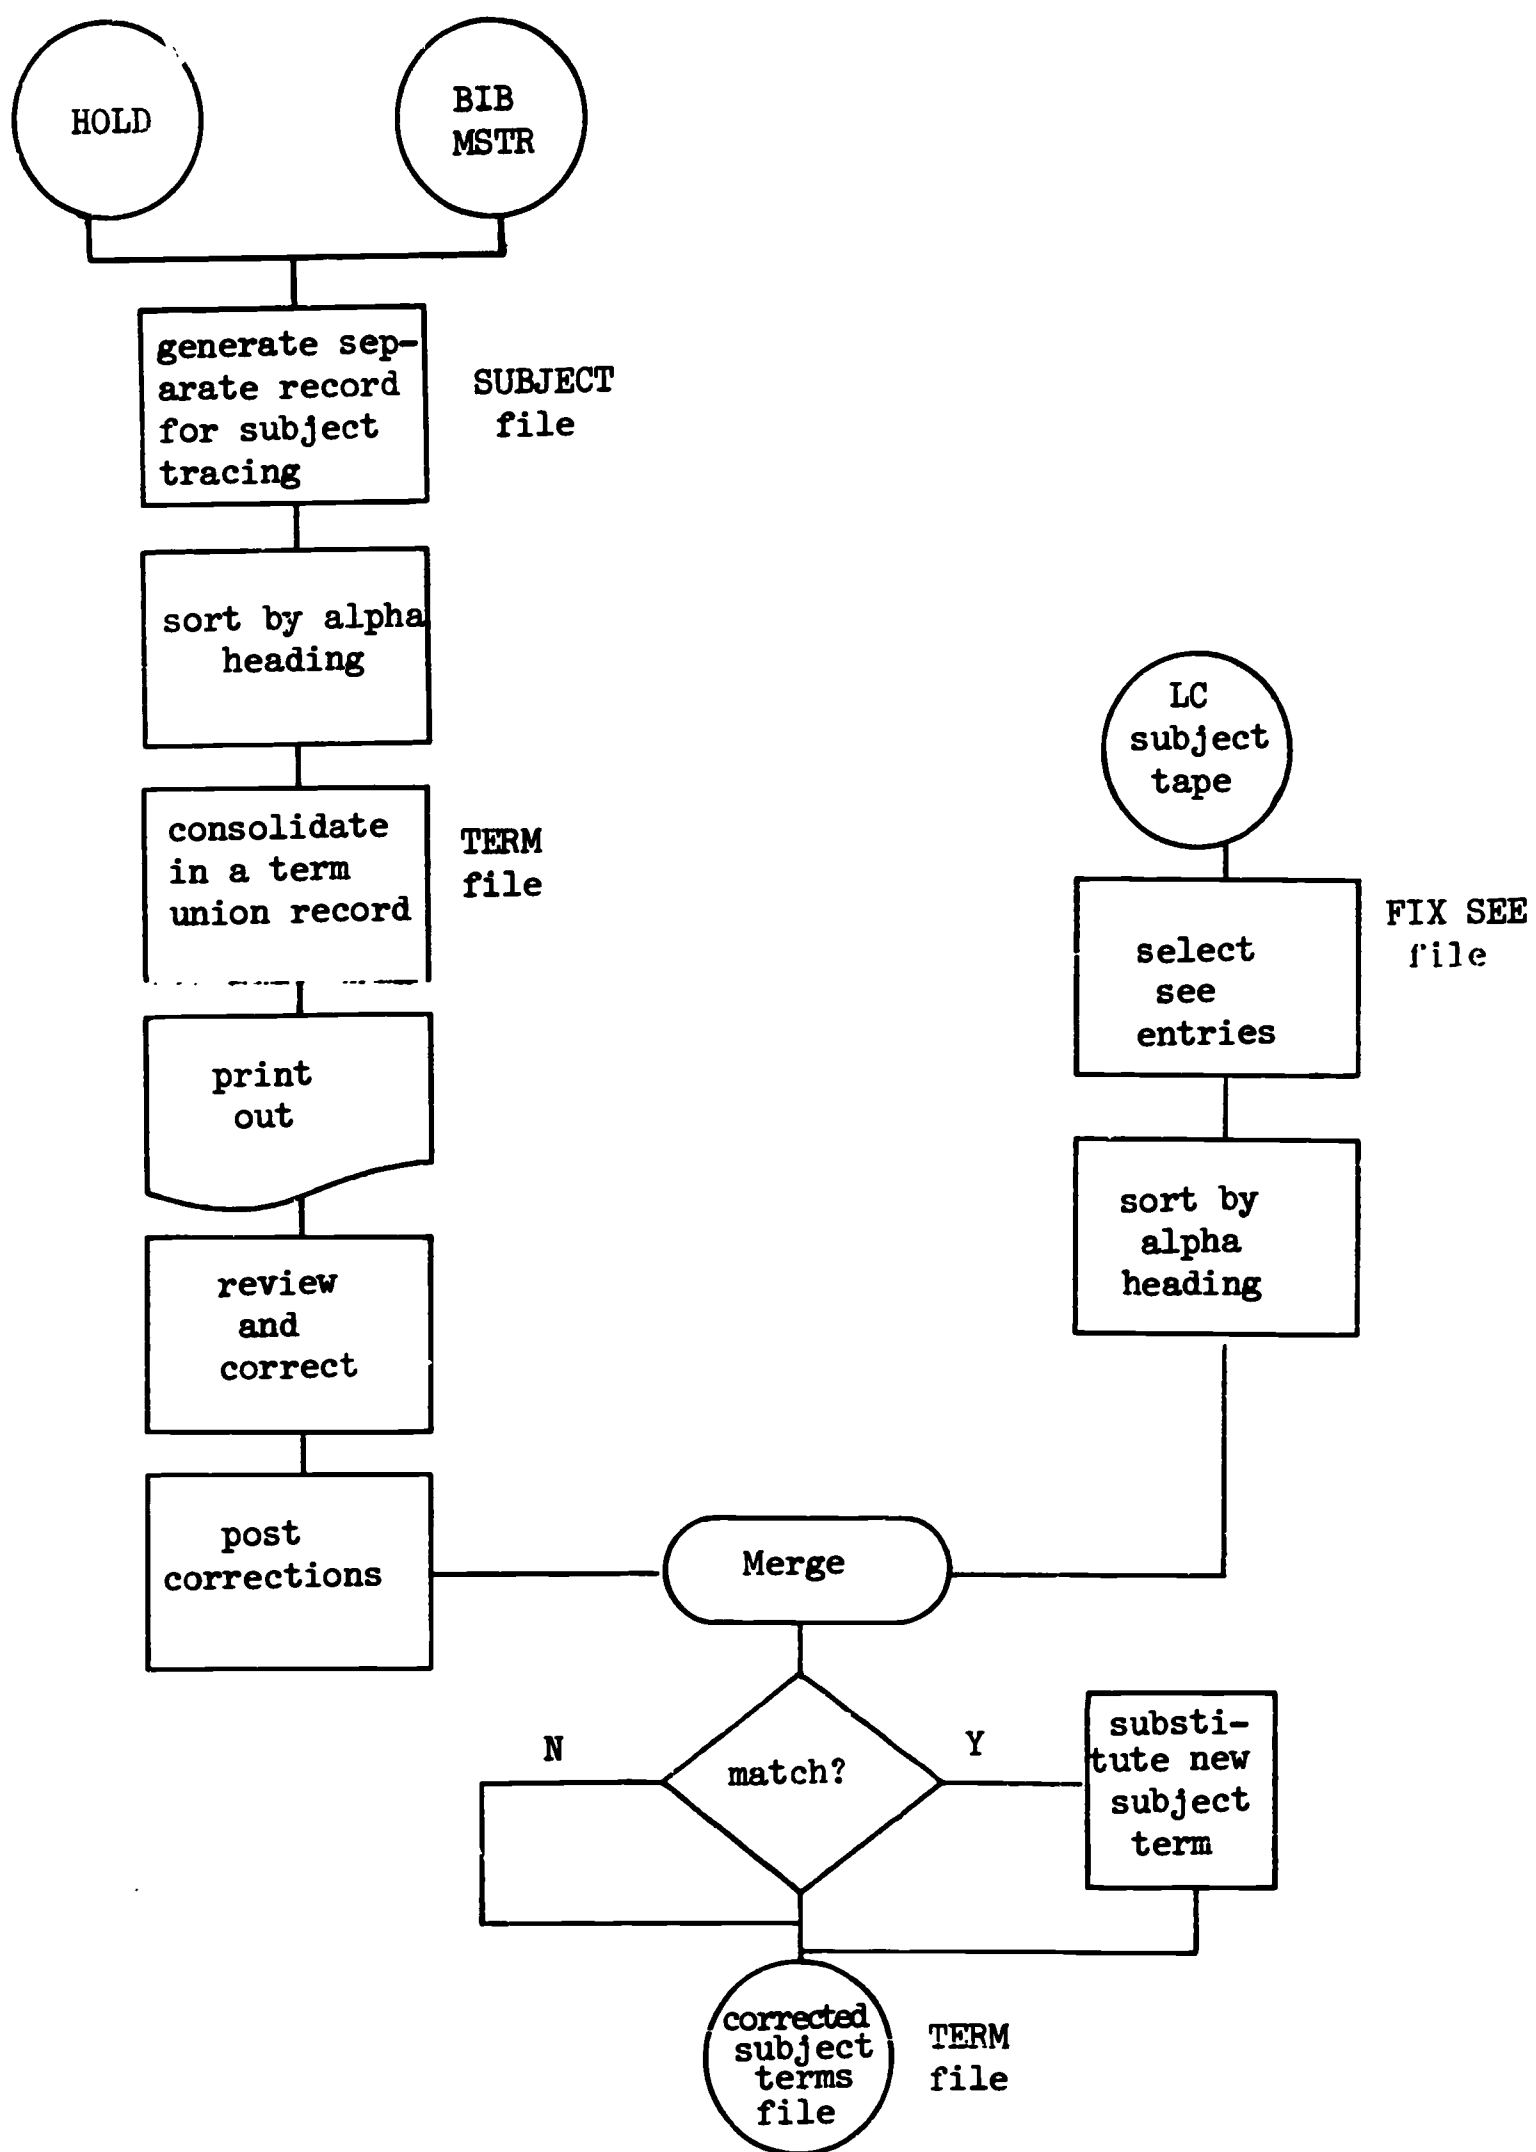 HOLD
BIB
MSTR
generate sep-
arate record
for subject
tracing
SUBJECT
file
sort by alpha
heading
consolidate
in a term
union record
TERM
file
print
out
review
and
correct
post
corrections
LC
subject
tape
select
see
entries
FIX SEE
file
sort by
alpha
heading
Merge
match?
N
Y
substi-
tute new
subject
term
corrected
subject
terms
file
TERM
file